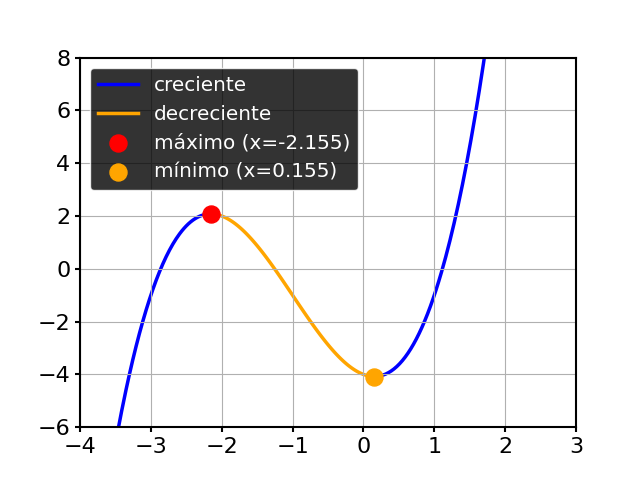 8
6
4
2
0
−2
−4
−6
creciente
decreciente
máximo (x=-2.155)
mínimo (x=0.155)
−4 −3 −2 −1 0 1 2 3